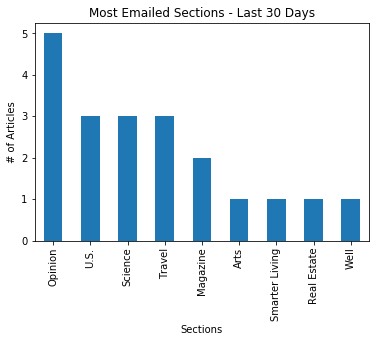 Most Emailed Sections - Last 30 Days
5
4
3
2
1
0
# of Articles
Opinion
U.S.
Science
Travel
Magazine
Arts
Smarter Living
Real Estate
Well
Sections